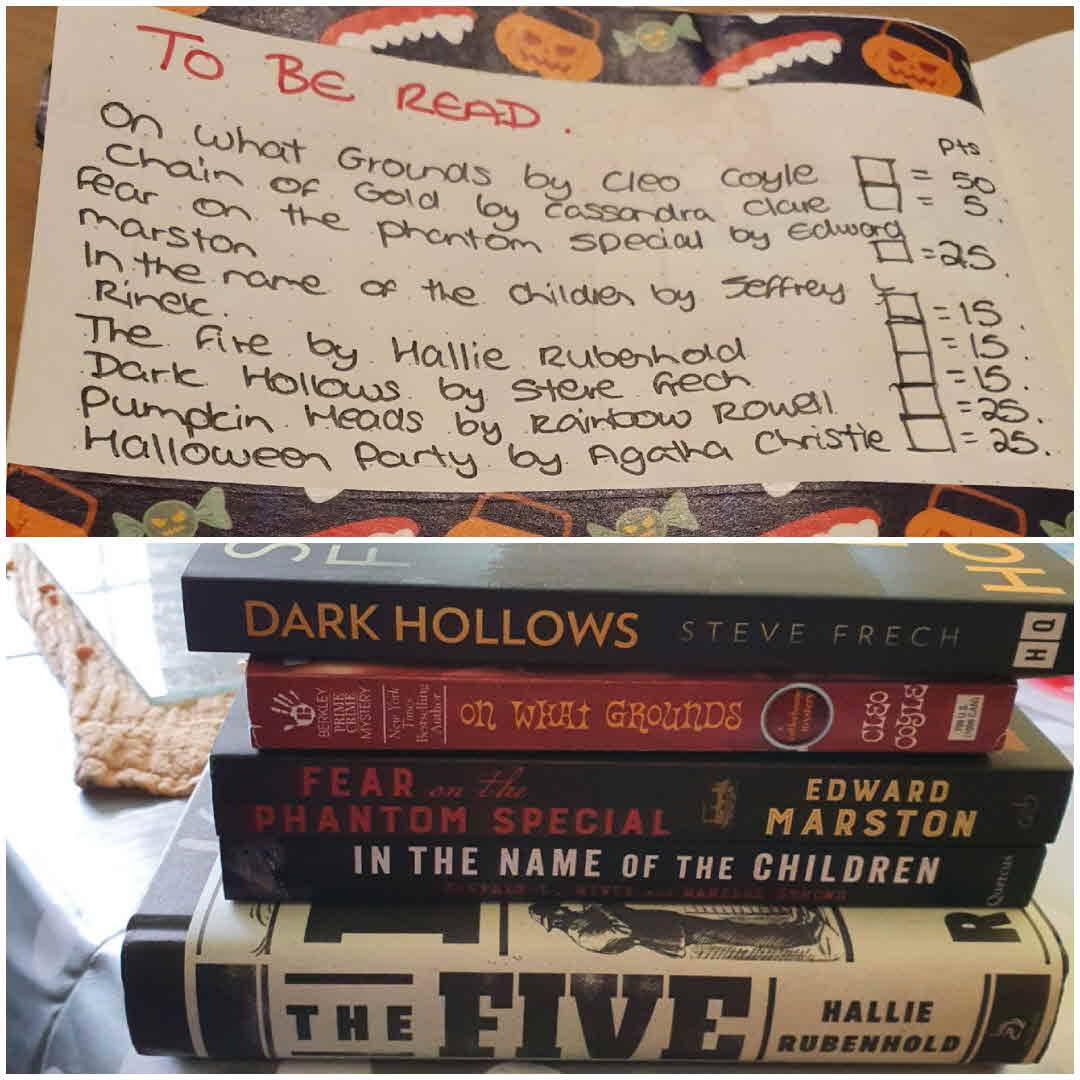 TO BE READ.
Pts
On what Grounds by Cleo Coyle = 50
Chain of Gold by Cassandra Clare = 5.
Fear on the phantom special by Edward
marston = 25.
In the name of the Children by Jeffrey L
Rinek. = 15.
The Five by Hallie Rubenhold = 15.
Dark Hollows by Steve Frech = 15.
Pumpkin Heads by Rainbow Rowell = 25.
Halloween Party by Agatha Christie = 25.
DARK HOLLOWS STEVE FRECH
DH
BERKLEY
PRIME
CRIME
MYSTERY
New York
Times
Bestselling
Author
ON WHAT GROUNDS
CLEO
COYLE
FEAR on the
PHANTOM SPECIAL
EDWARD
MARSTON
a&b
IN THE NAME OF THE CHILDREN
Quercus
THE FIVE
HALLIE
RUBENHOLD